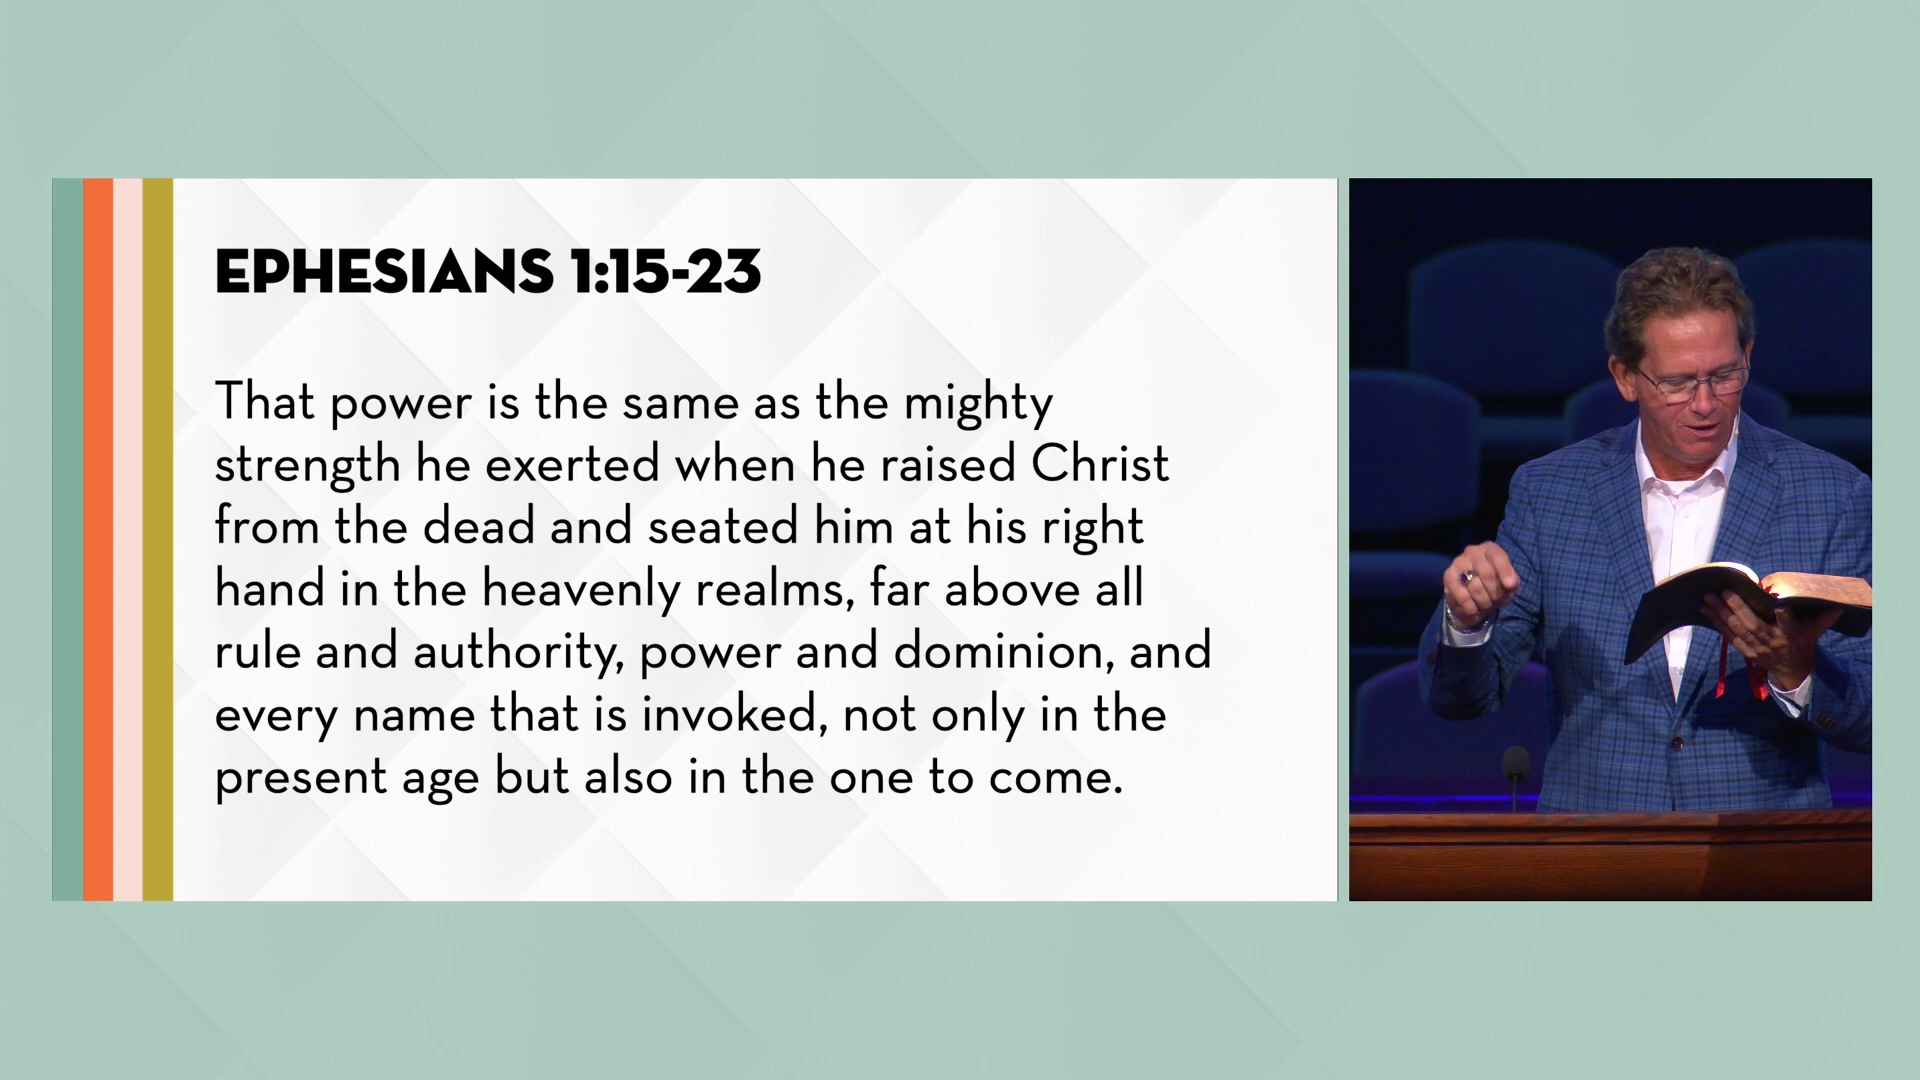 EPHESIANS 1:15-23
That power is the same as the mighty
strength he exerted when he raised Christ
from the dead and seated him at his right
hand in the heavenly realms, far above all
rule and authority, power and dominion, and
every name that is invoked, not only in the
present age but also in the one to come.